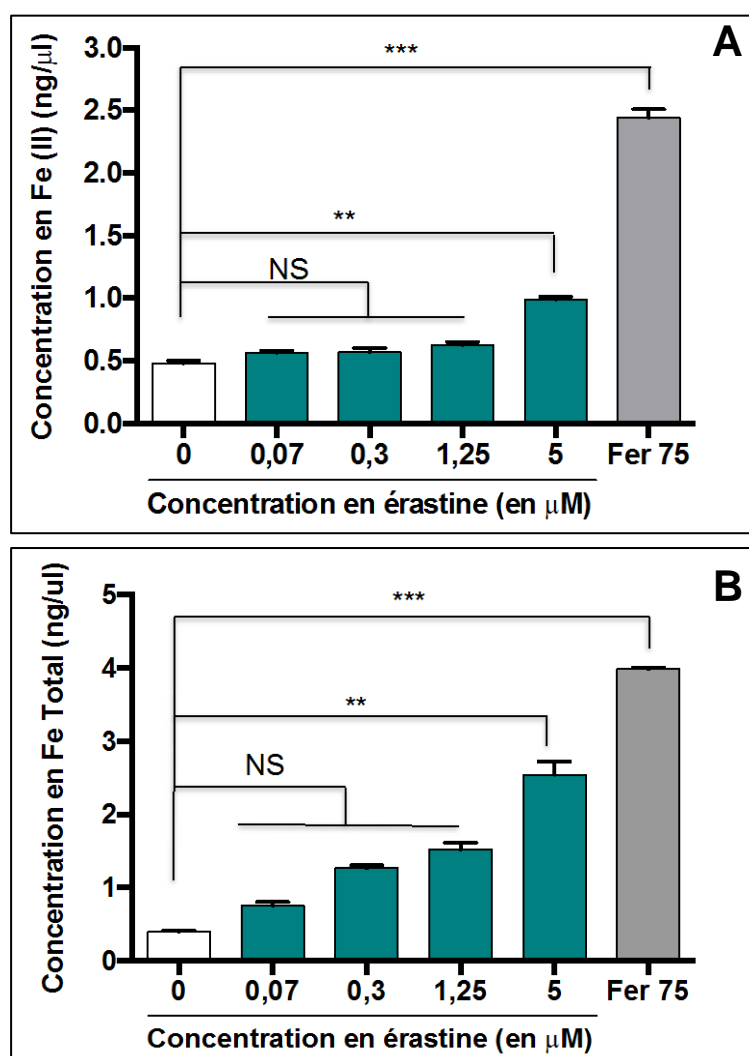 A
Concentration en Fe (II) (ng/μl)
3.0
2.5
2.0
1.5
1.0
0.5
0.0
***
**
NS
0 0,07 0,3 1,25 5 Fer 75
Concentration en érastine (en μM)
B
Concentration en Fe Total (ng/ul)
5
4
3
2
1
0
***
**
NS
0 0,07 0,3 1,25 5 Fer 75
Concentration en érastine (en μM)